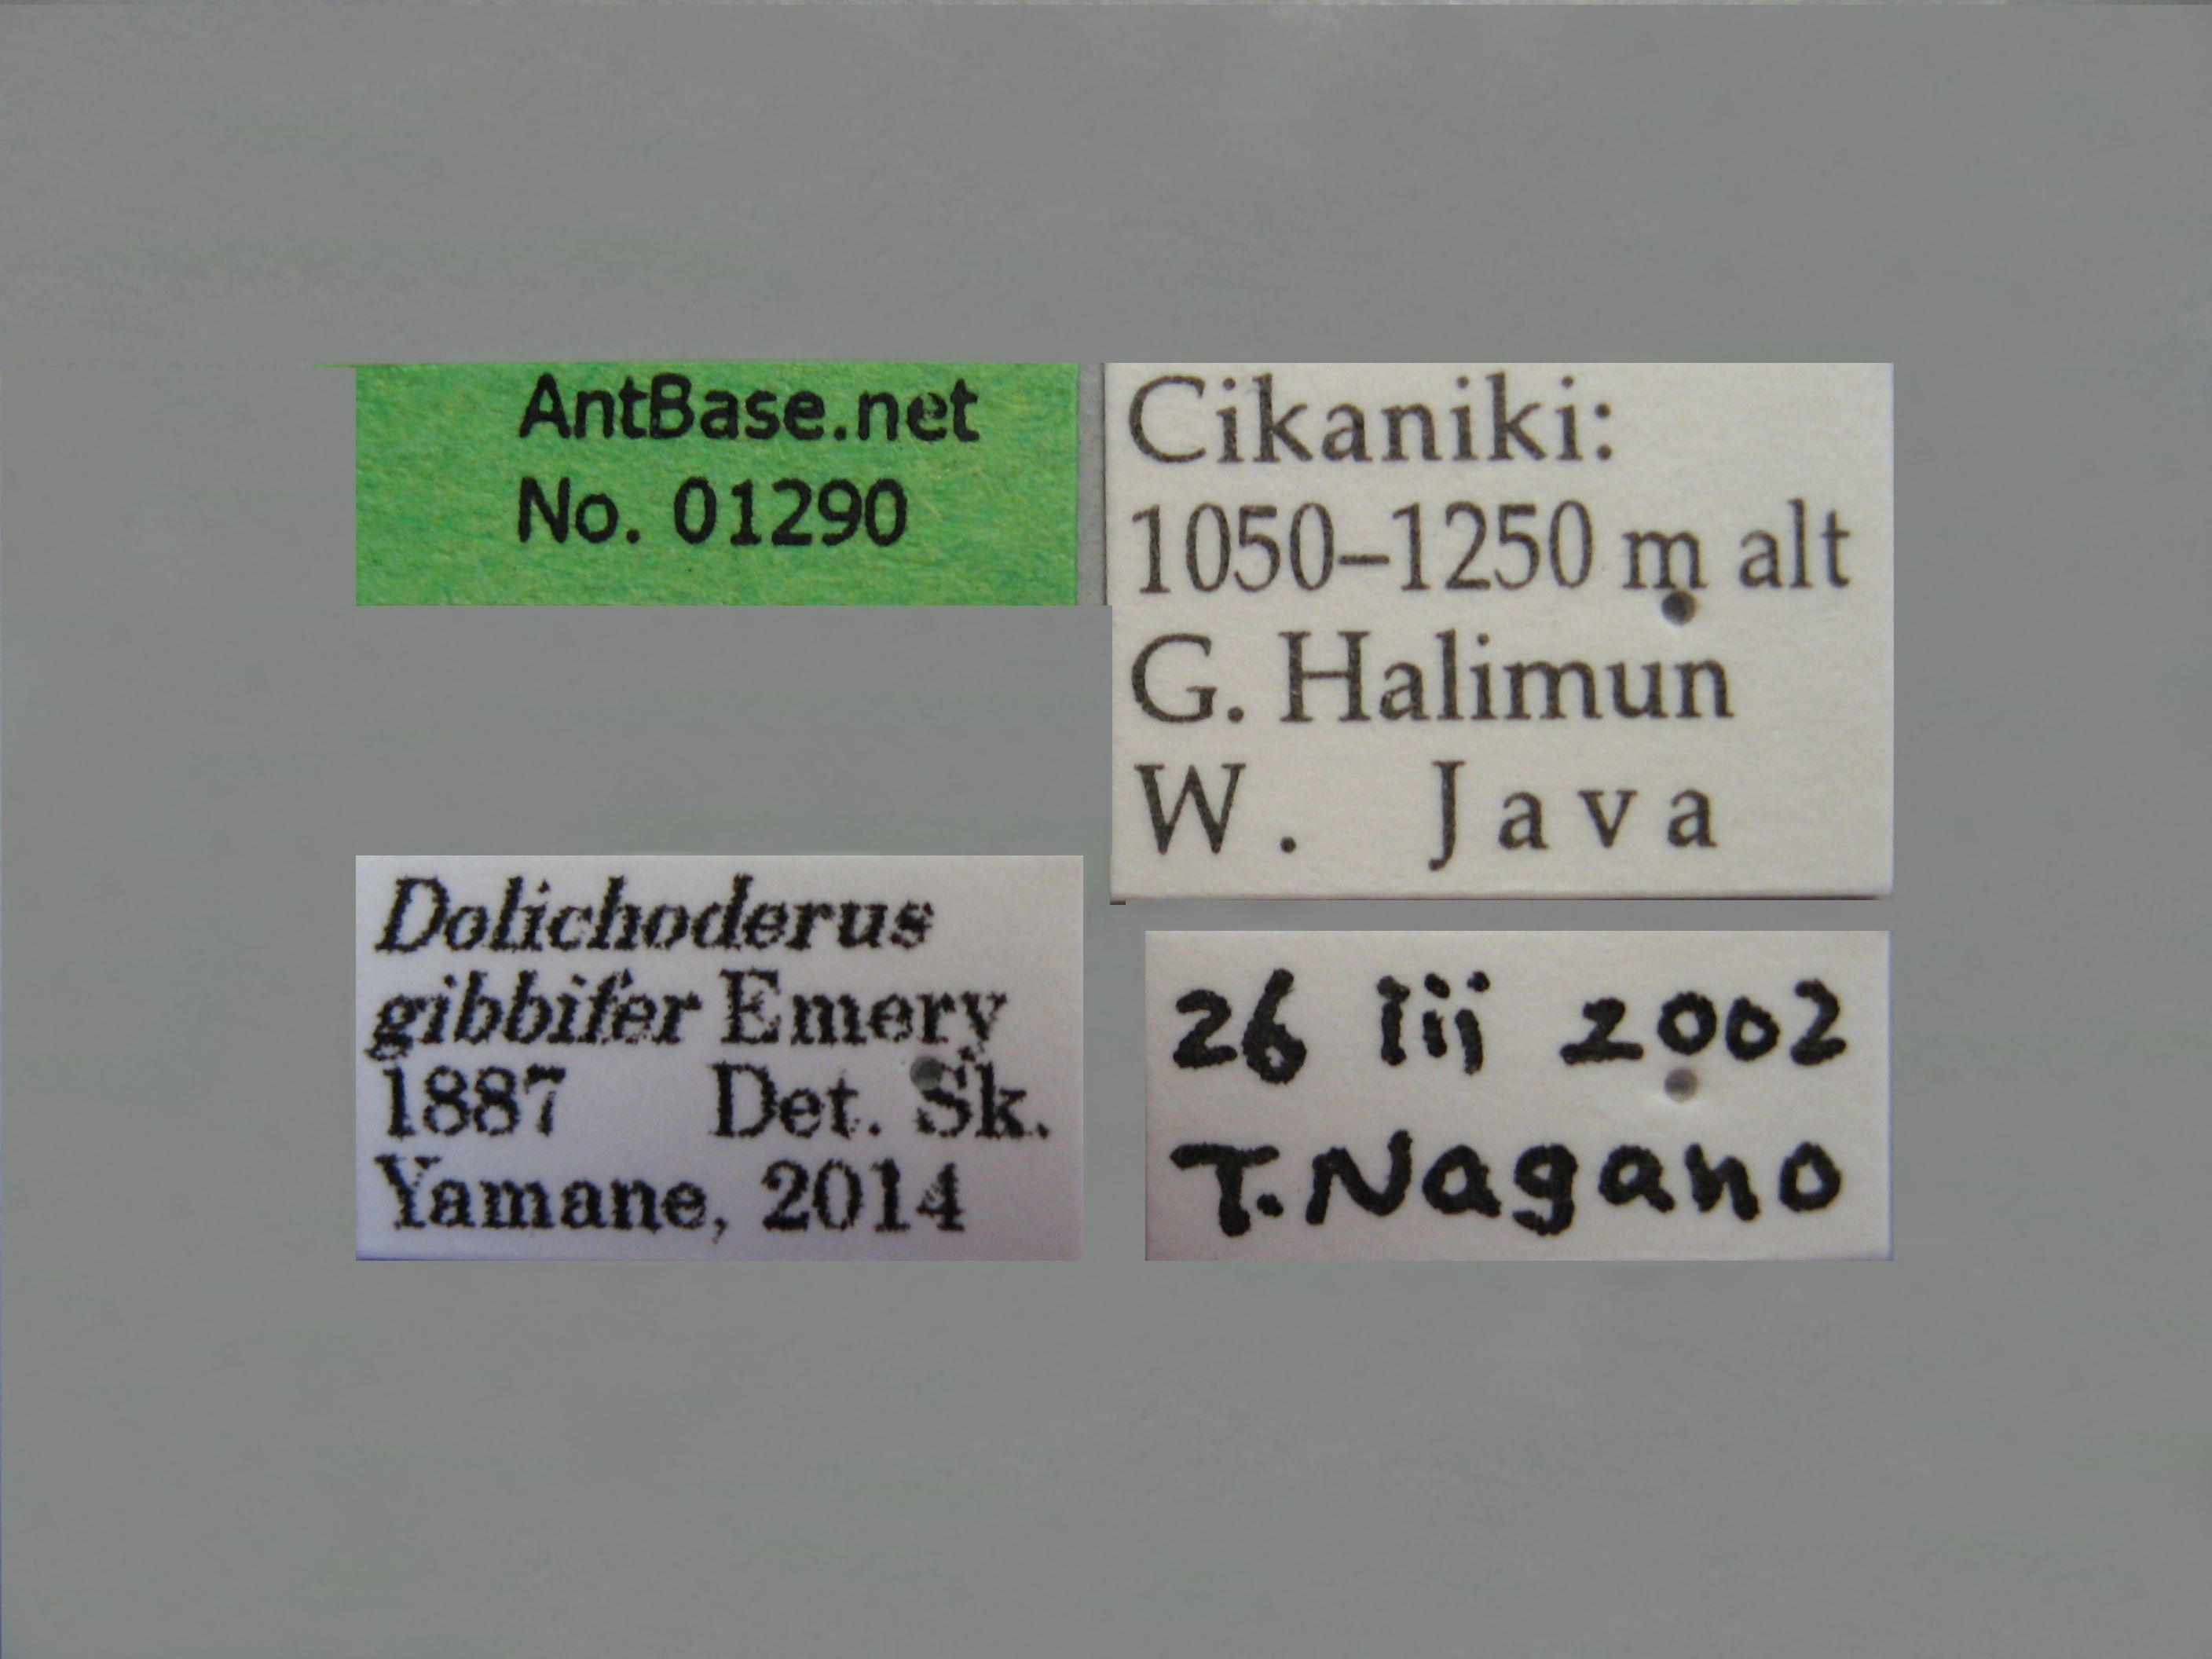 AntBase.net
No. 01290
Cikaniki:
1050–1250 m alt
G. Halimun
W. Java
Dolichoderus
gibbifer Emery
1887 Det. Sk.
Yamane, 2014
26 iii 2002
T. Nagano